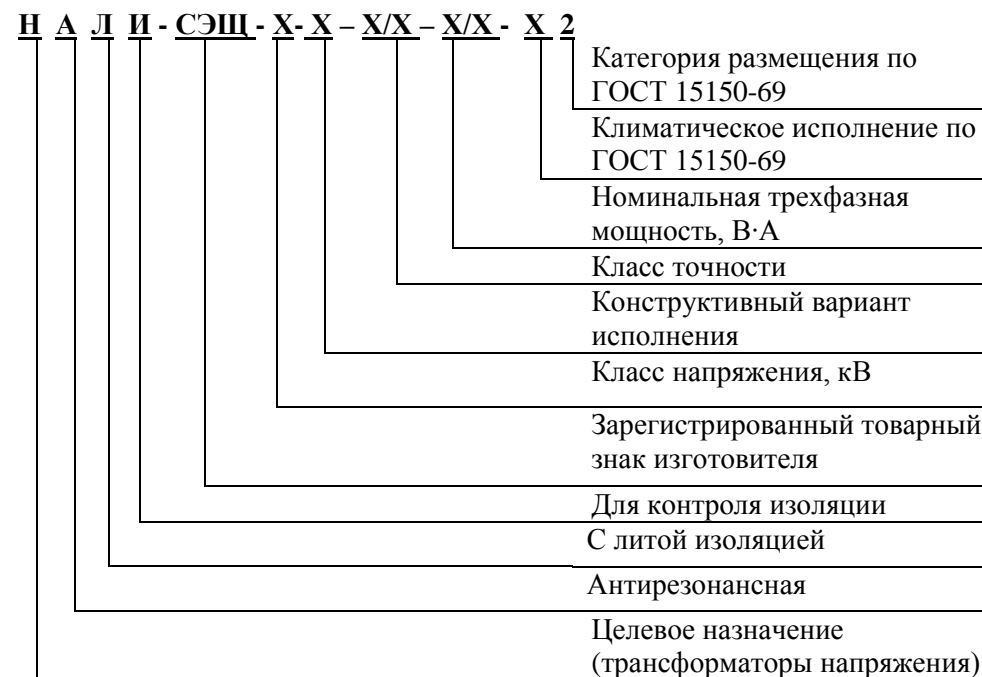 Н А Л И - СЭЩ - Х- Х – Х/Х – Х/Х - Х 2
Категория размещения по
ГОСТ 15150-69
Климатическое исполнение по
ГОСТ 15150-69
Номинальная трехфазная
мощность, В·А
Класс точности
Конструктивный вариант
исполнения
Класс напряжения, кВ
Зарегистрированный товарный
знак изготовителя
Для контроля изоляции
С литой изоляцией
Антирезонансная
Целевое назначение
(трансформаторы напряжения)